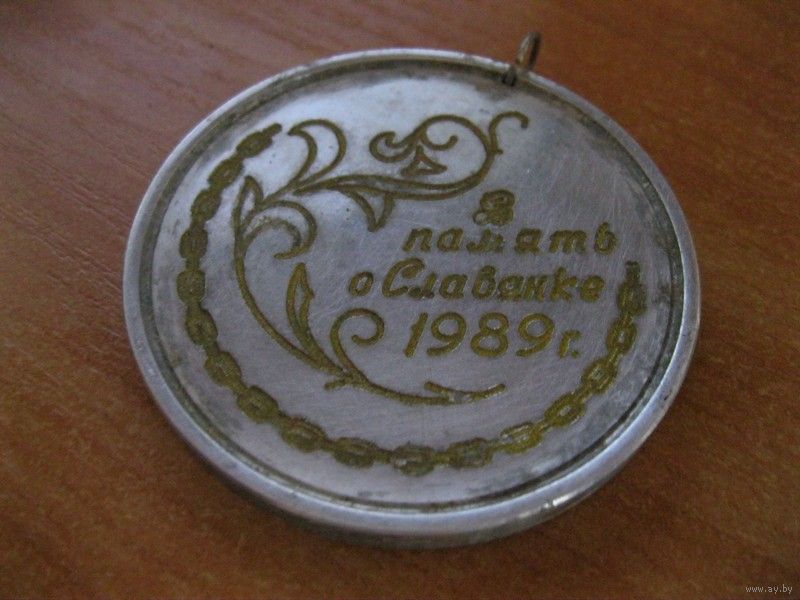 В
память
о Славянке
1989 г.
www.ay.by